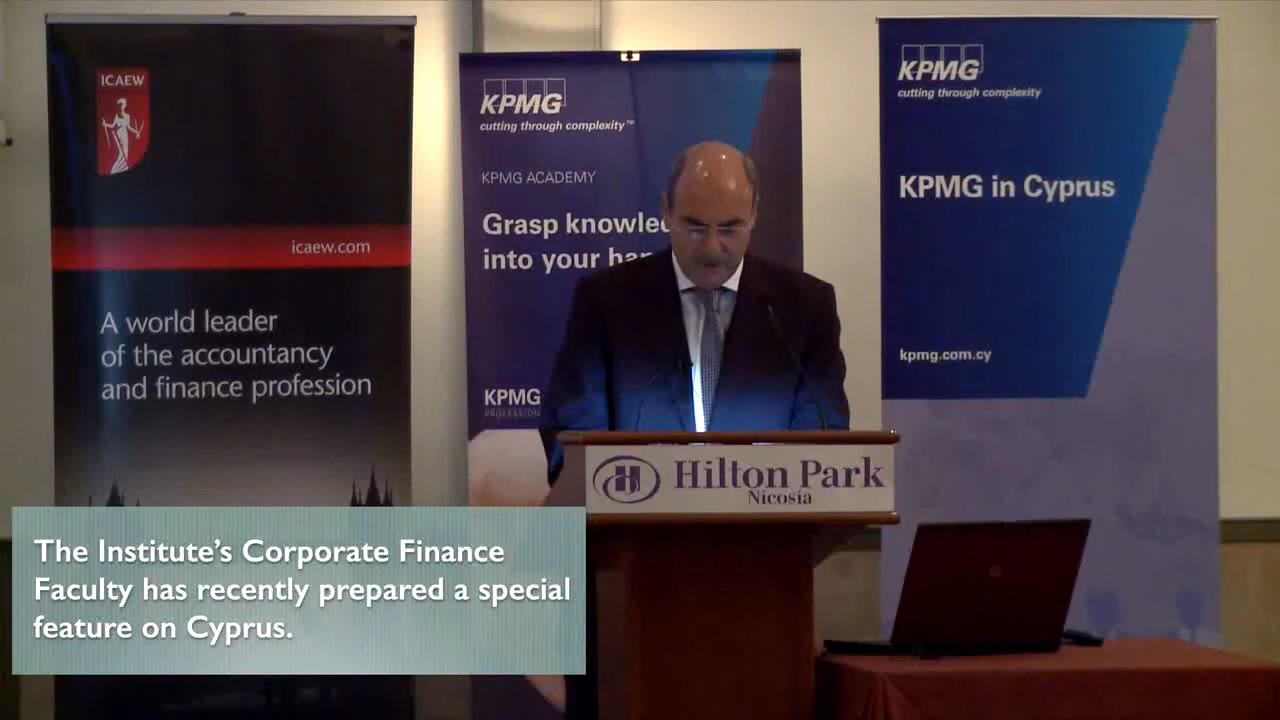 ICAEW
icaew.com
A world leader
of the accountancy
and finance profession
KPMG
cutting through complexity™
KPMG ACADEMY
Grasp
into your
KPMG
KPMG
cutting through complexity
KPMG in Cyprus
kpmg.com.cy
Hilton Park
Nicosia
The Institute's Corporate Finance
Faculty has recently prepared a special
feature on Cyprus.